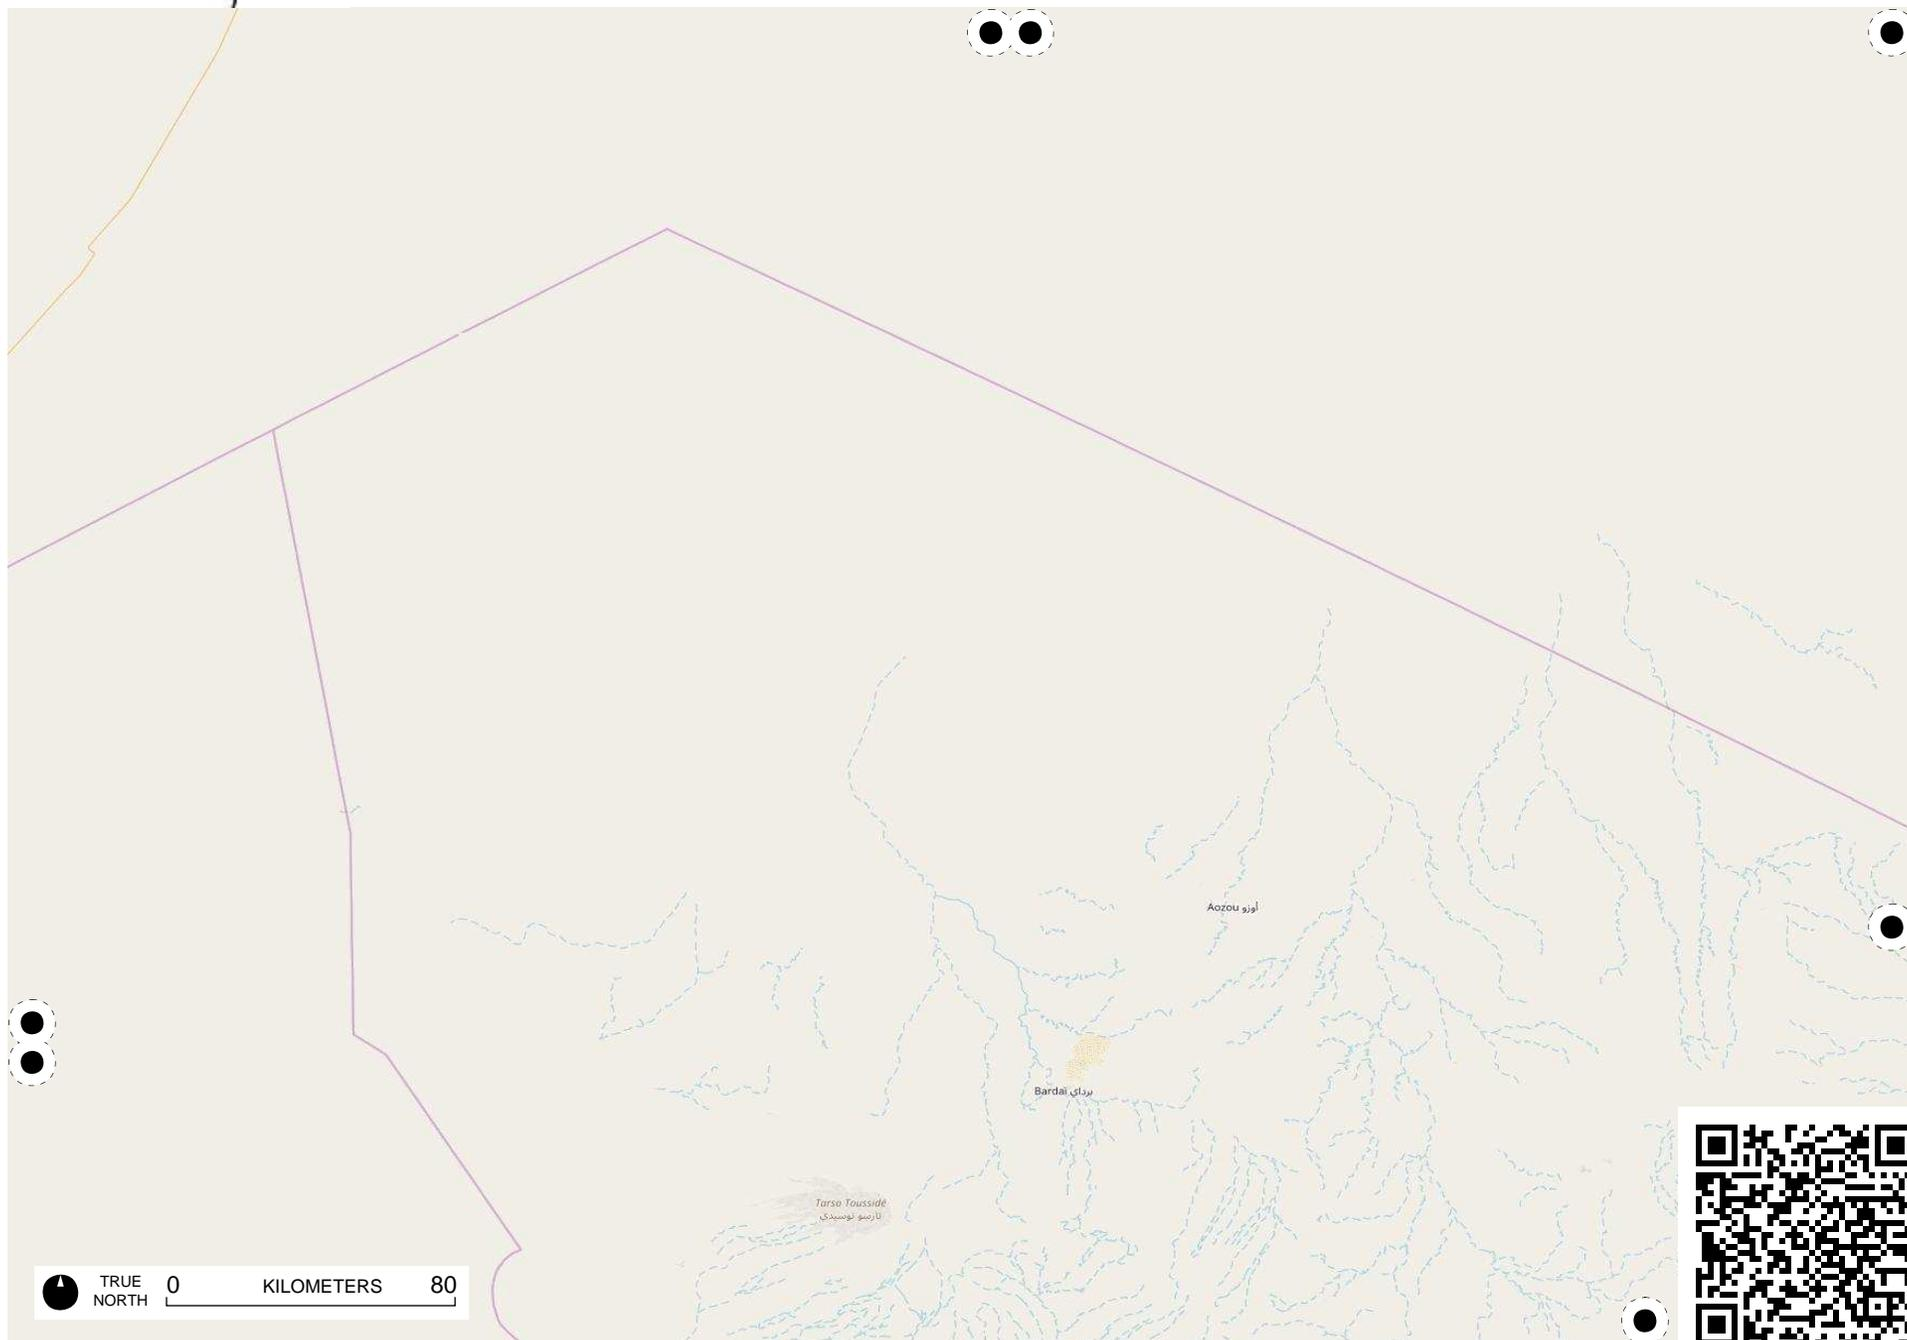 Aozou أوزو
Bardaï برداي
Tarso Toussidé
تارسو توسيدي
TRUE
NORTH
0 KILOMETERS 80